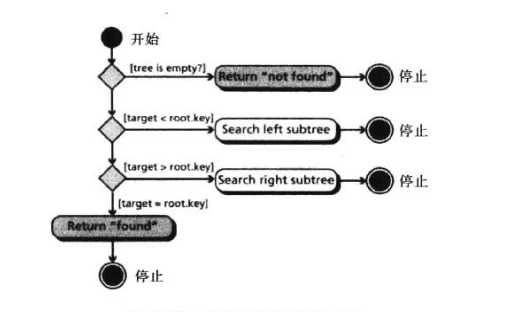 开始
[tree is empty?]
Return "not found"
停止
[target < root.key]
Search left subtree
停止
[target > root.key]
Search right subtree
停止
[target = root.key]
Return "found"
停止